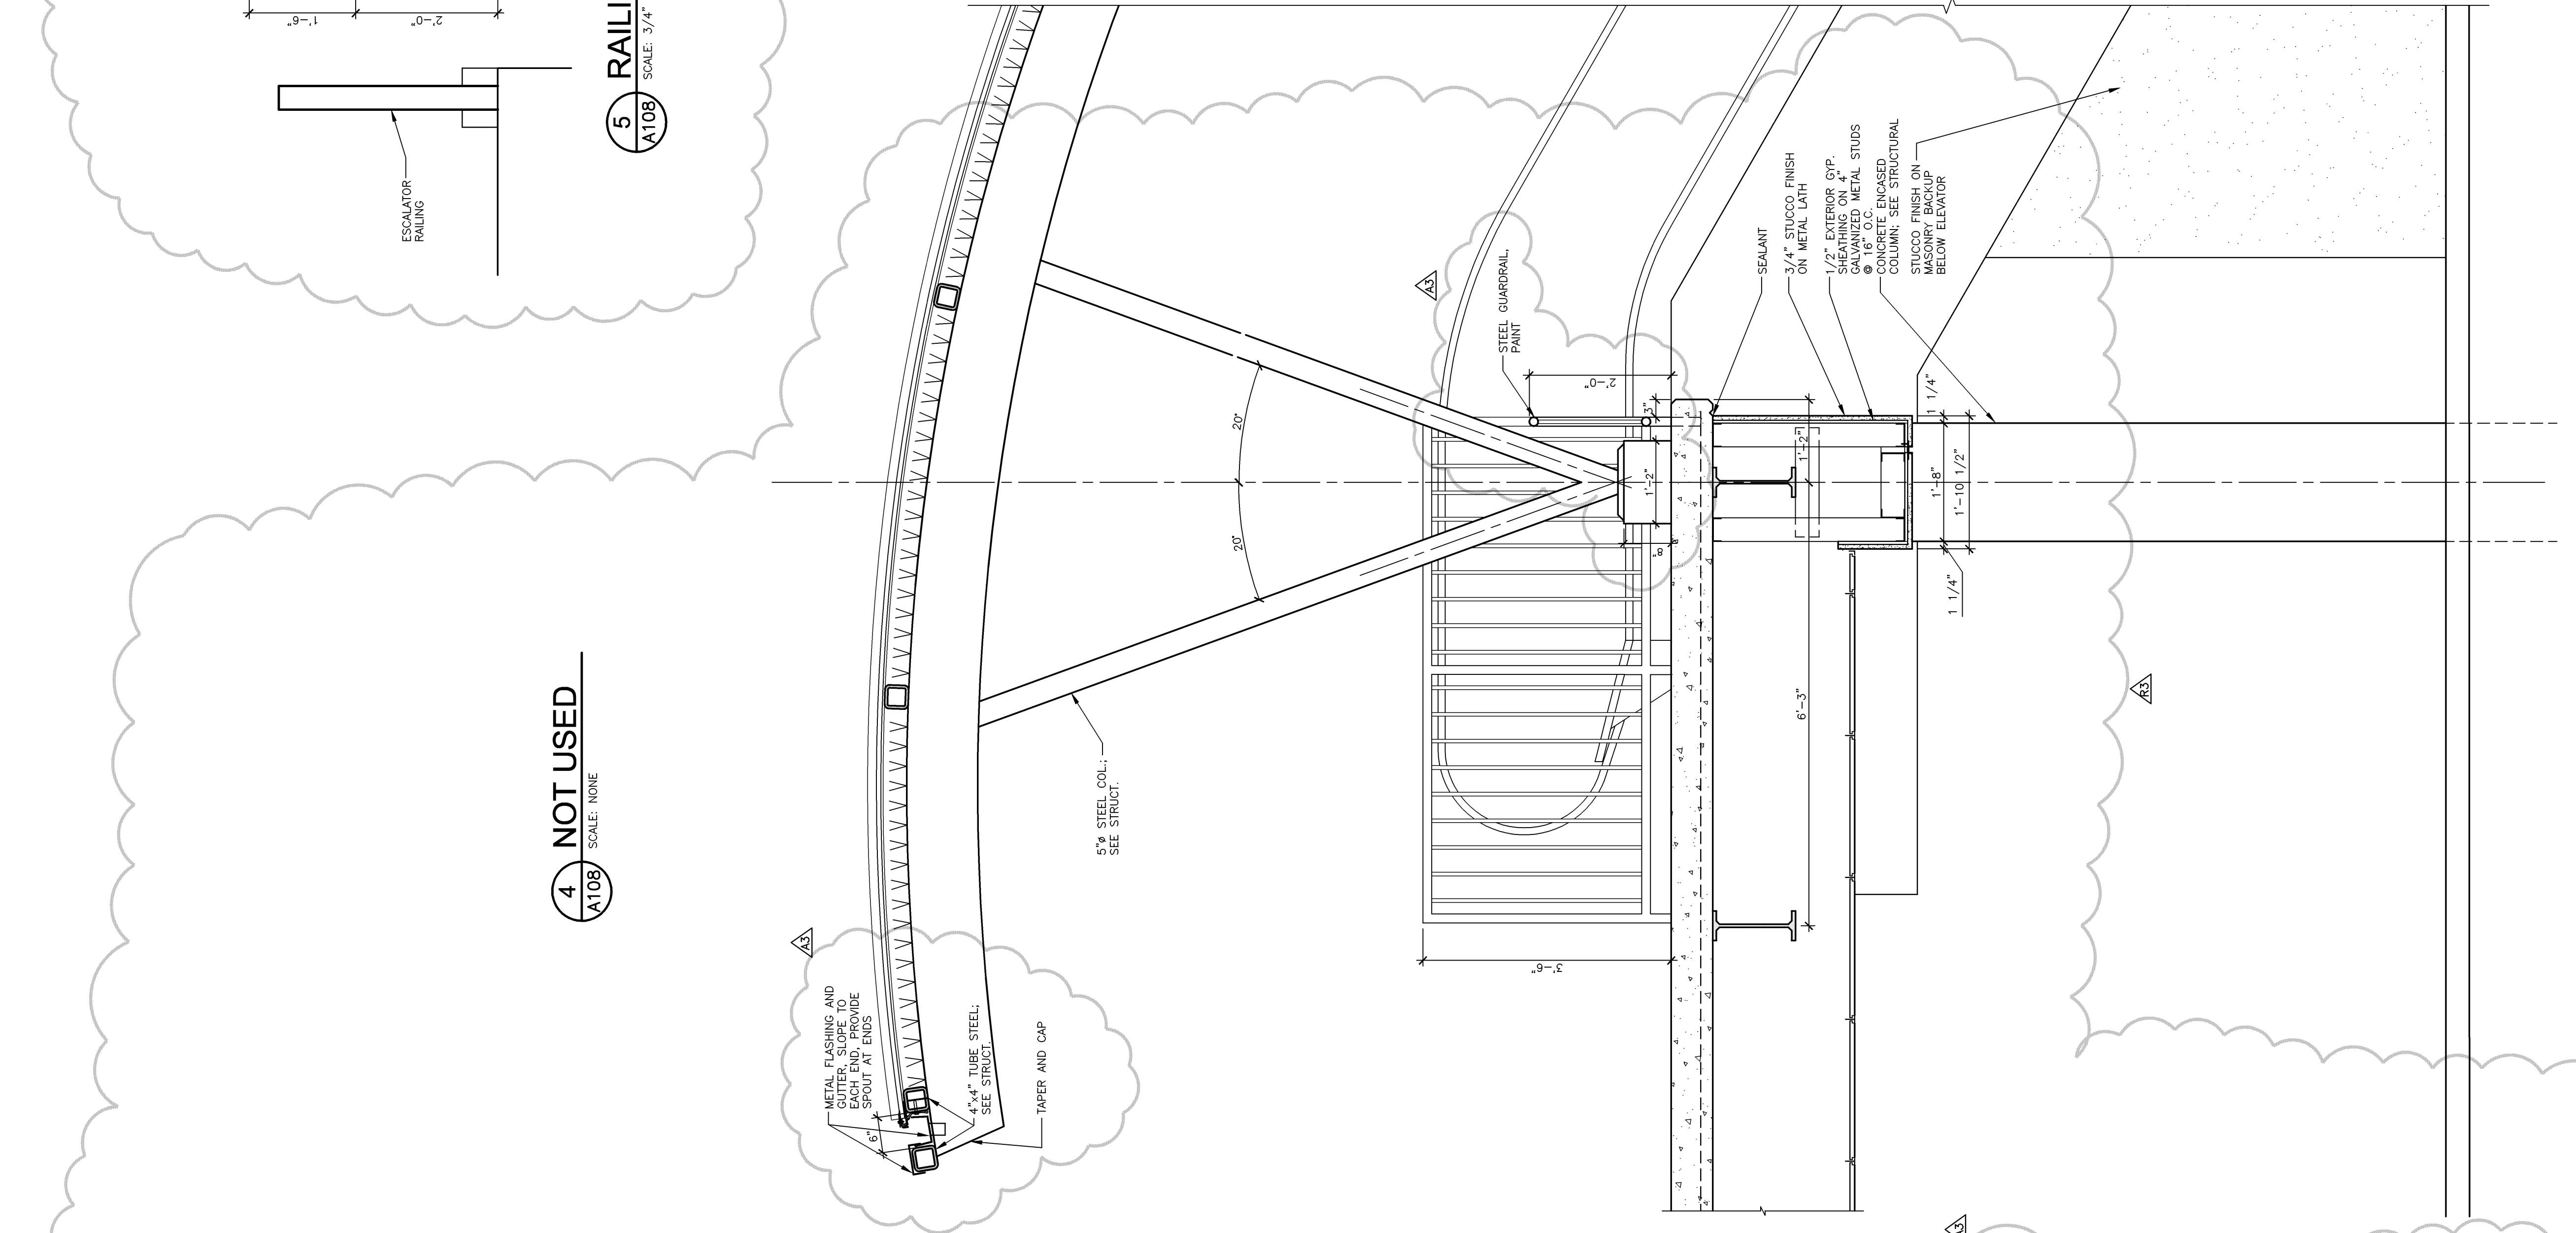 1'-6"
2'-0"
ESCALATOR
RAILING
5
A108
RAILI
SCALE: 3/4"
4
A108
NOT USED
SCALE: NONE
A3
METAL FLASHING AND
GUTTER, SLOPE TO
EACH END, PROVIDE
SPOUT AT ENDS
6"
4"x4" TUBE STEEL;
SEE STRUCT.
TAPER AND CAP
5"ø STEEL COL.;
SEE STRUCT.
20°
20°
A3
STEEL GUARDRAIL,
PAINT
2'-0"
3"
1'-2"
8"
3'-6"
SEALANT
3/4" STUCCO FINISH
ON METAL LATH
1/2" EXTERIOR GYP.
SHEATHING ON 4"
GALVANIZED METAL STUDS
@ 16" O.C.
CONCRETE ENCASED
COLUMN; SEE STRUCTURAL
STUCCO FINISH ON
MASONRY BACKUP
BELOW ELEVATOR
1'-2"
6'-3"
1 1/4"
1'-8"
1'-10 1/2"
1 1/4"
R3
A3